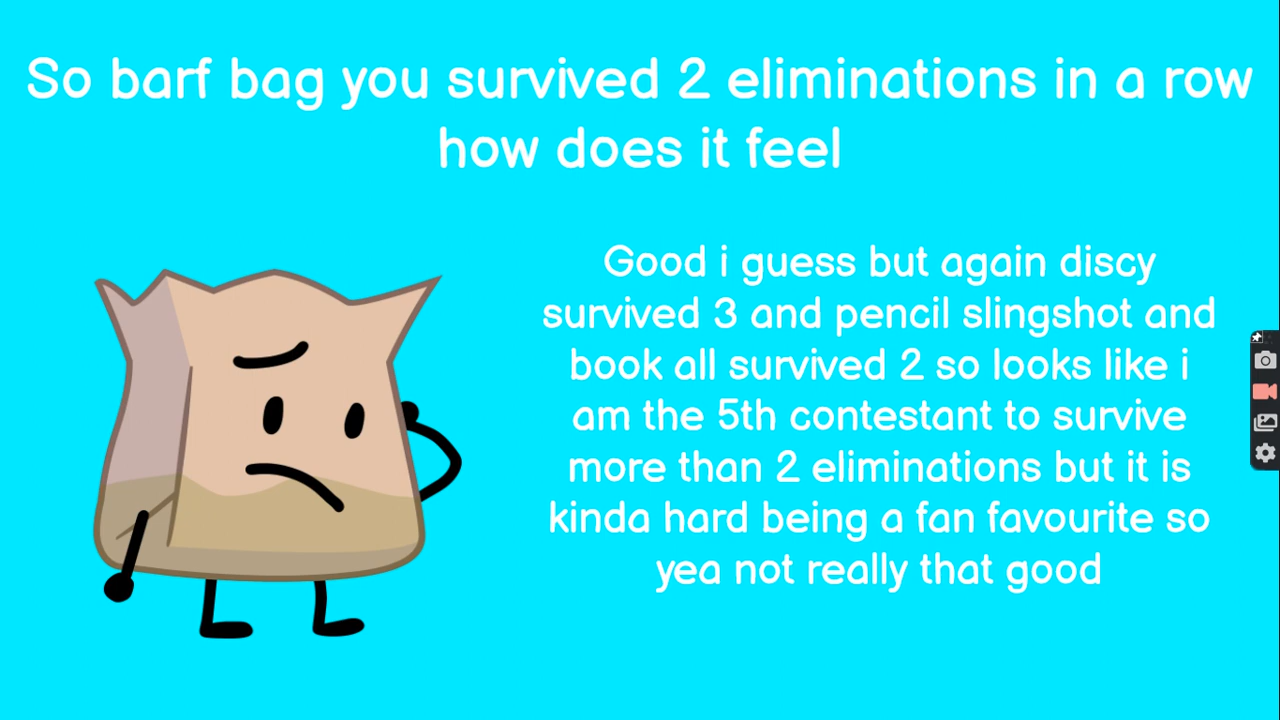 So barf bag you survived 2 eliminations in a row
how does it feel
Good i guess but again discy
survived 3 and pencil slingshot and
book all survived 2 so looks like i
am the 5th contestant to survive
more than 2 eliminations but it is
kinda hard being a fan favourite so
yea not really that good